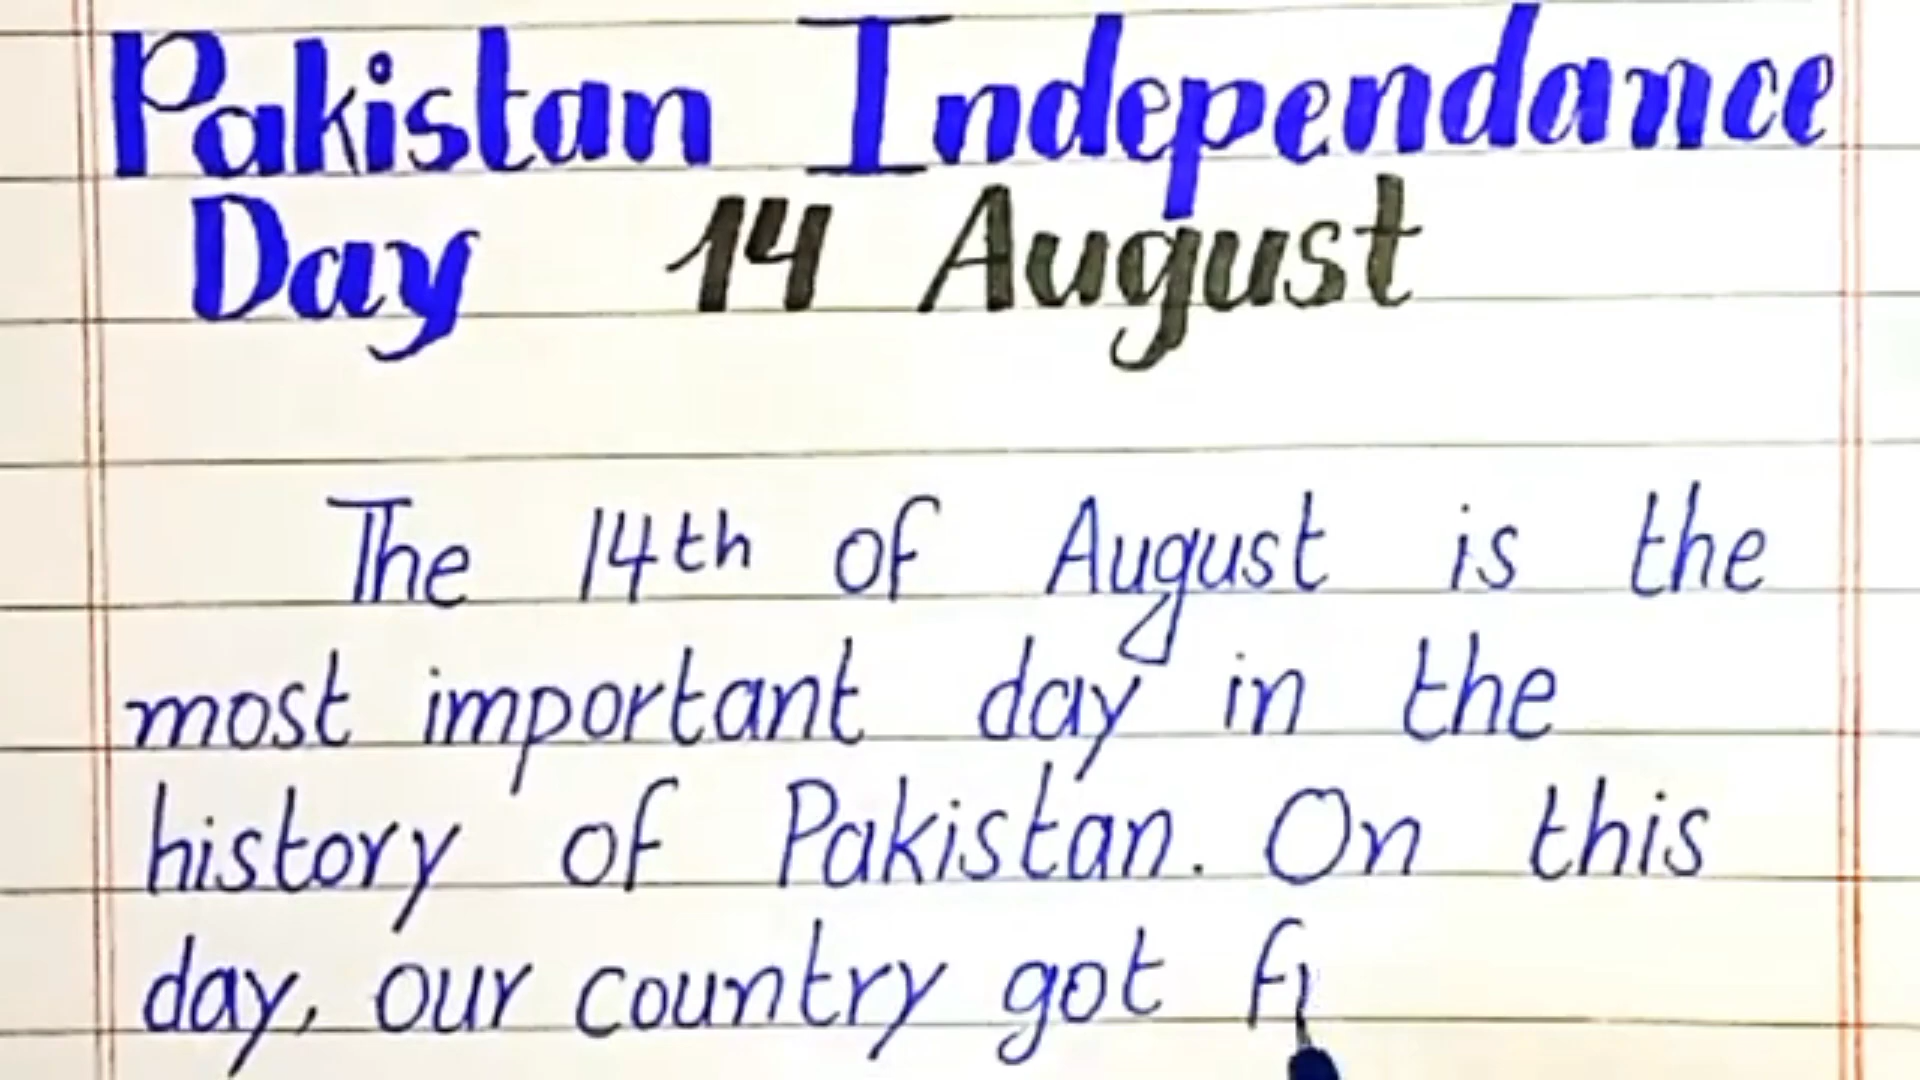 Pakistan Independance
Day 14 August
The 14th of August is the
most important day in the
history of Pakistan. On this
day, our country got